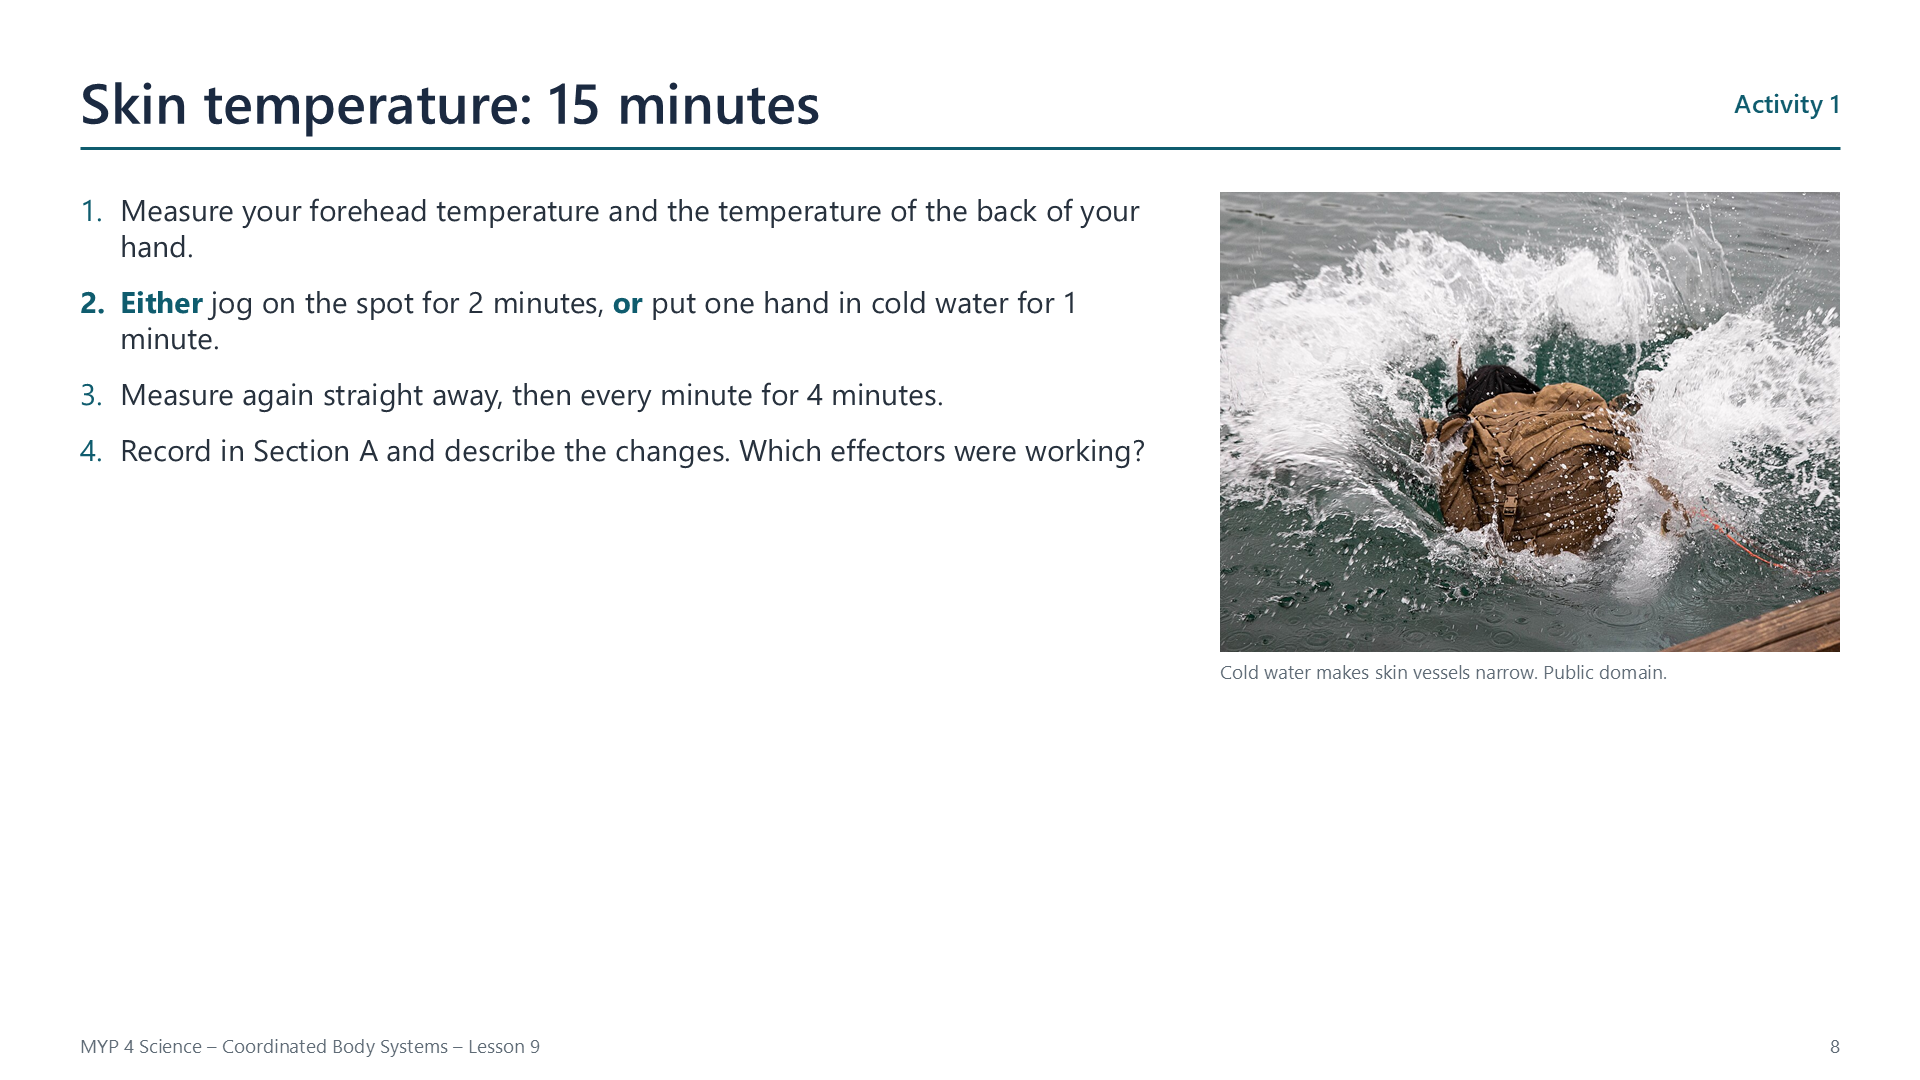 Skin temperature: 15 minutes
Activity 1
1. Measure your forehead temperature and the temperature of the back of your
hand.
2. Either jog on the spot for 2 minutes, or put one hand in cold water for 1
minute.
3. Measure again straight away, then every minute for 4 minutes.
4. Record in Section A and describe the changes. Which effectors were working?
Cold water makes skin vessels narrow. Public domain.
MYP 4 Science – Coordinated Body Systems – Lesson 9
8